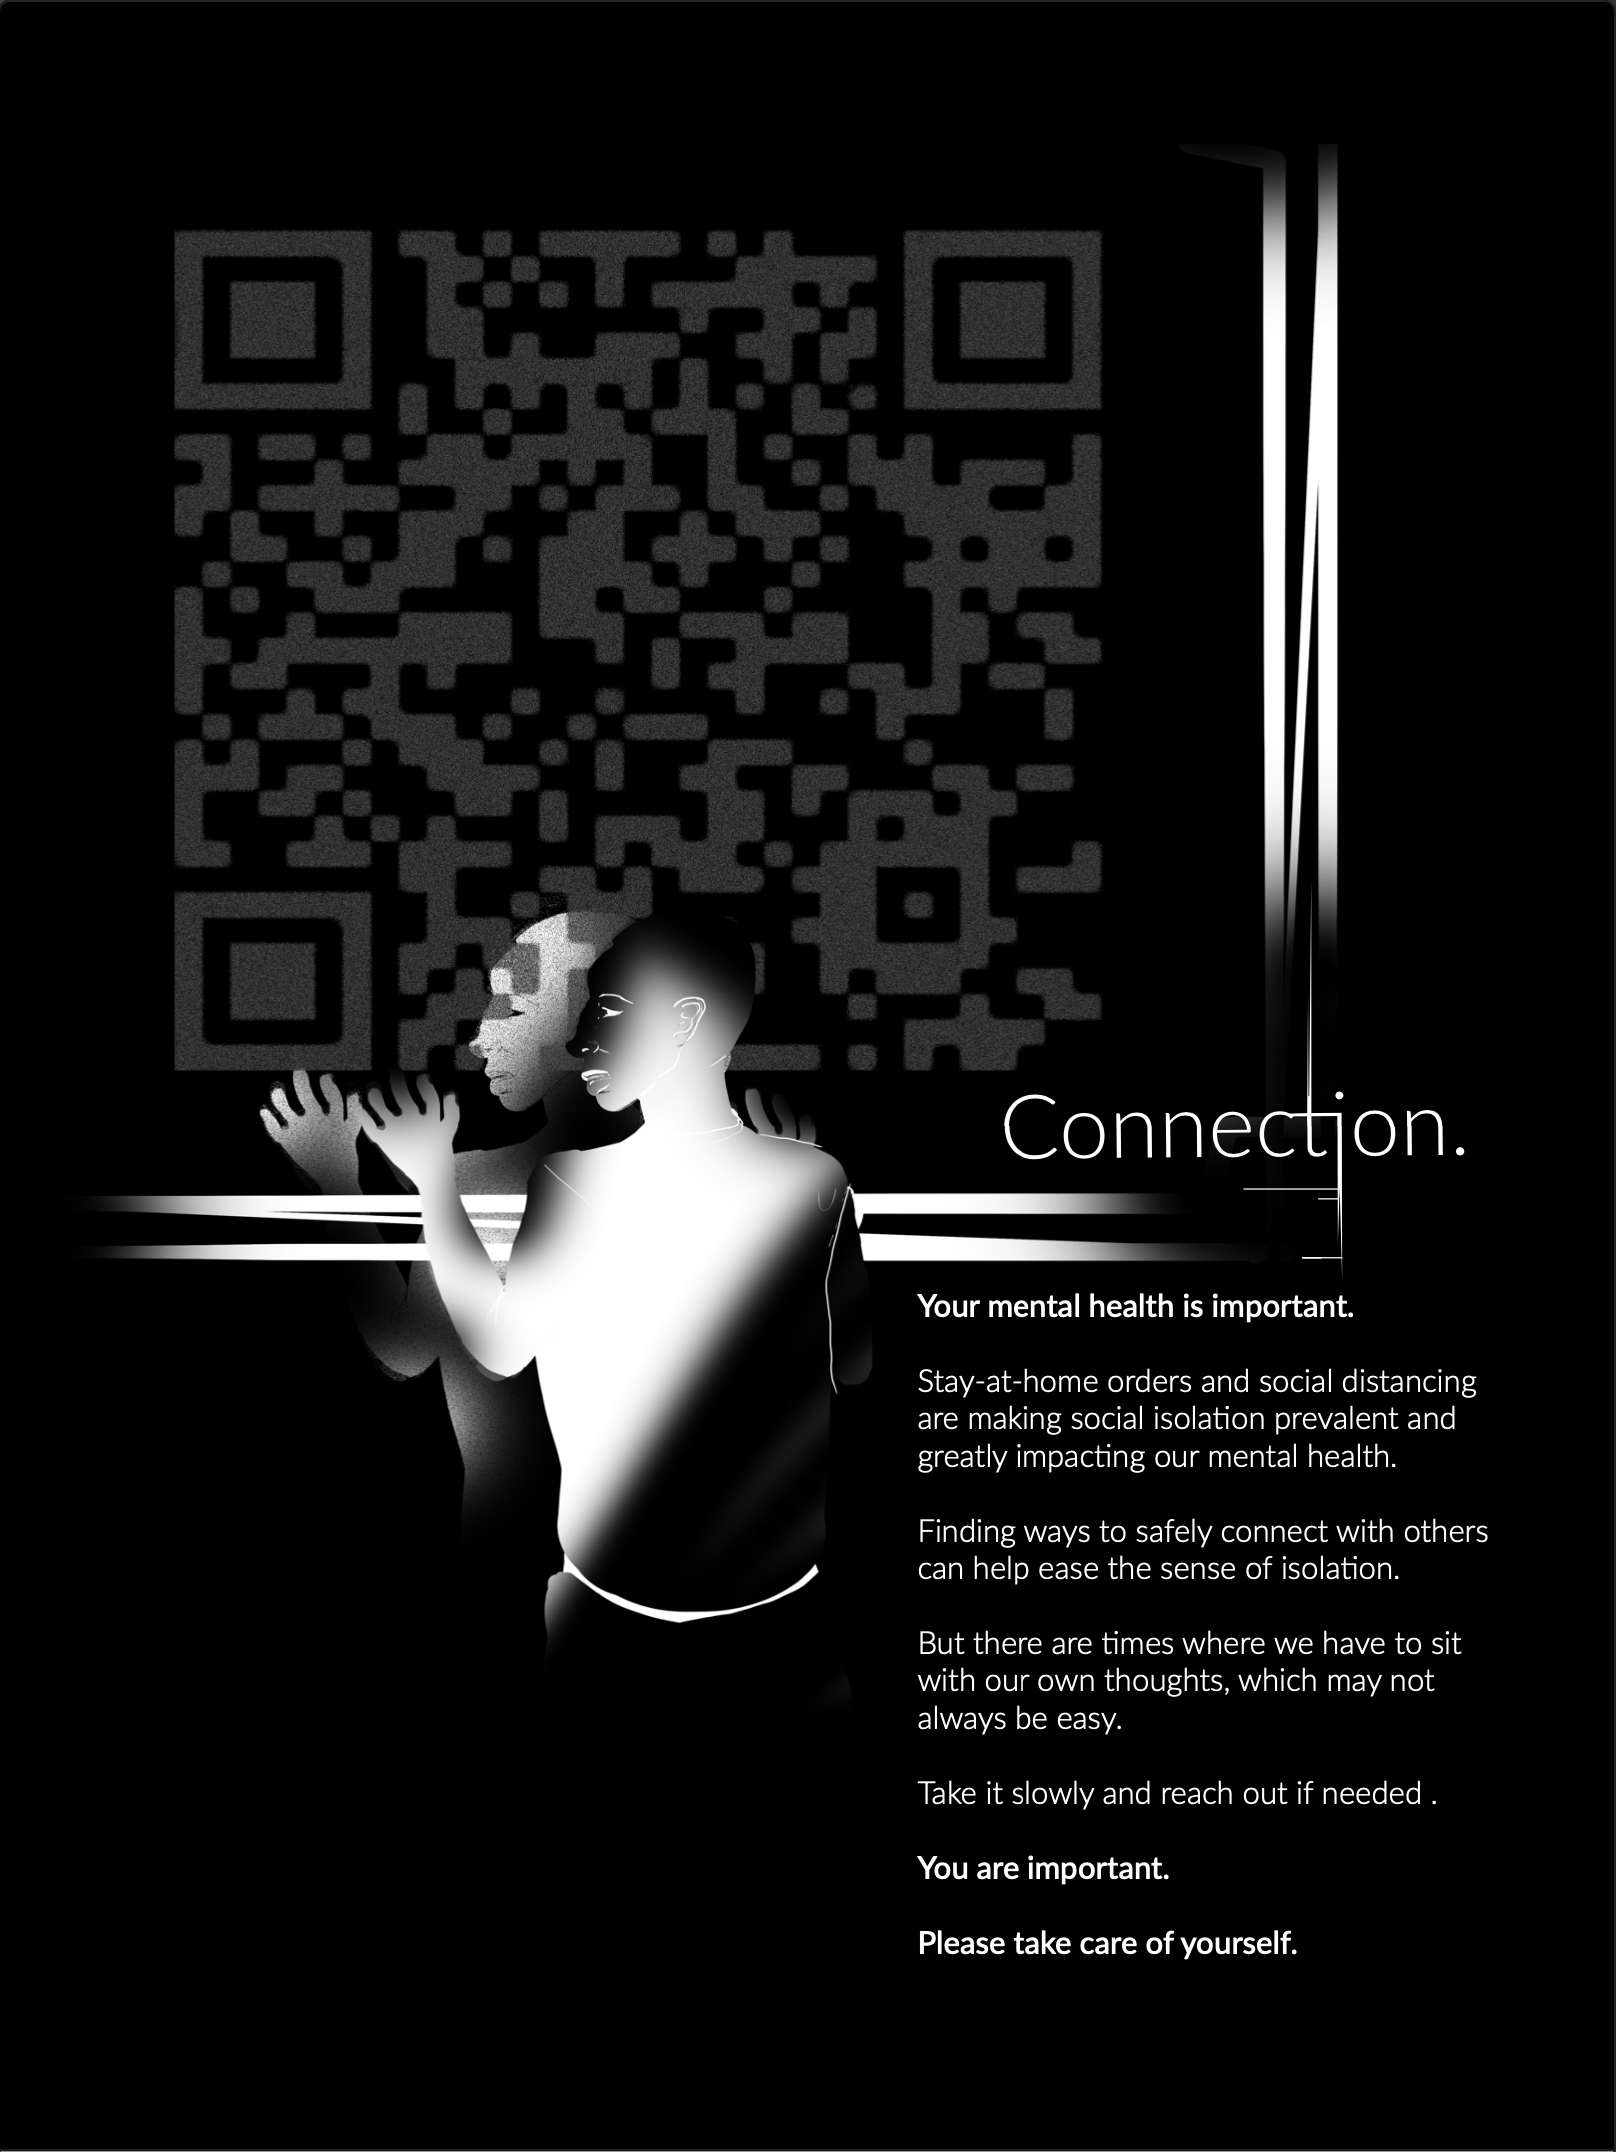 Connection.
Your mental health is important.
Stay-at-home orders and social distancing
are making social isolation prevalent and
greatly impacting our mental health.
Finding ways to safely connect with others
can help ease the sense of isolation.
But there are times where we have to sit
with our own thoughts, which may not
always be easy.
Take it slowly and reach out if needed .
You are important.
Please take care of yourself.